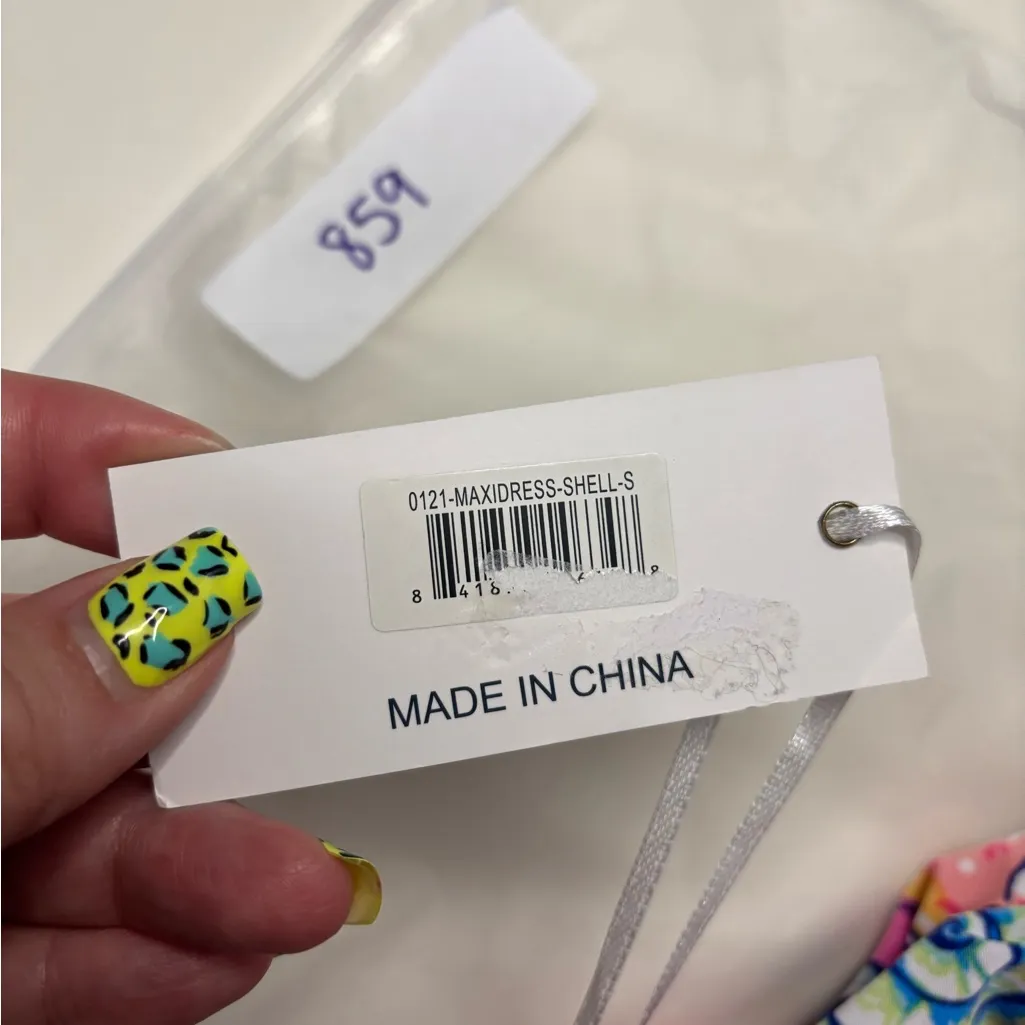 859
0121-MAXIDRESS-SHELL-S
MADE IN CHINA